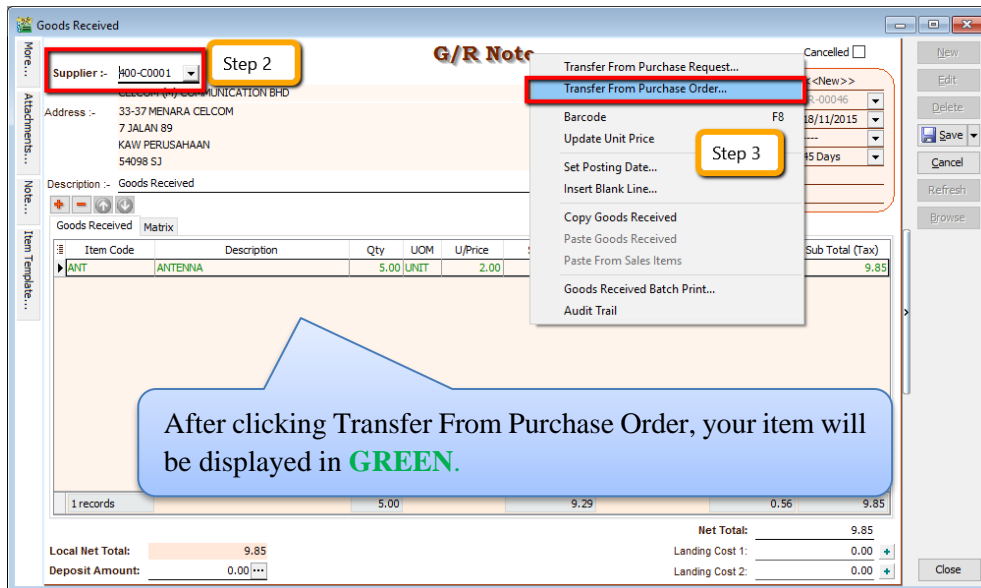 Goods Received
More...
Attachments...
Note...
Item Template...
G/R Note
Cancelled
Supplier :- 400-C0001
Step 2
Address :- 33-37 MENARA CELCOM
7 JALAN 89
KAW PERUSAHAAN
54098 SJ
Description :- Goods Received
<<New>>
-00046
18/11/2015
----
45 Days
Transfer From Purchase Request...
Transfer From Purchase Order...
Barcode F8
Update Unit Price
Step 3
Set Posting Date...
Insert Blank Line...
Copy Goods Received
Paste Goods Received
Paste From Sales Items
Goods Received Batch Print...
Audit Trail
New
Edit
Delete
Save
Cancel
Refresh
Browse
Goods Received Matrix
Item Code Description Qty UOM U/Price Sub Total (Tax)
ANT ANTENNA 5.00 UNIT 2.00 9.85
After clicking Transfer From Purchase Order, your item will
be displayed in GREEN.
1 records 5.00 9.29 0.56 9.85
Net Total: 9.85
Local Net Total: 9.85 Landing Cost 1: 0.00
Deposit Amount: 0.00 Landing Cost 2: 0.00
Close